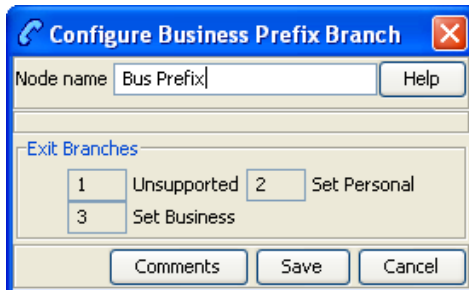 Configure Business Prefix Branch
Node name Bus Prefix Help
Exit Branches
1 Unsupported 2 Set Personal
3 Set Business
Comments Save Cancel